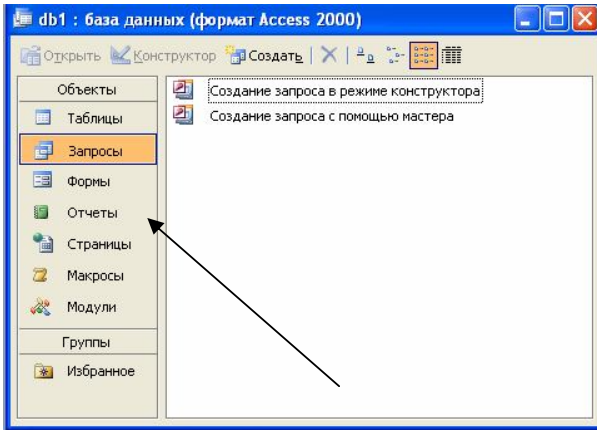 db1 : база данных (формат Access 2000)
Открыть Конструктор Создать
Объекты
Таблицы
Запросы
Формы
Отчеты
Страницы
Макросы
Модули
Группы
Избранное
Создание запроса в режиме конструктора
Создание запроса с помощью мастера